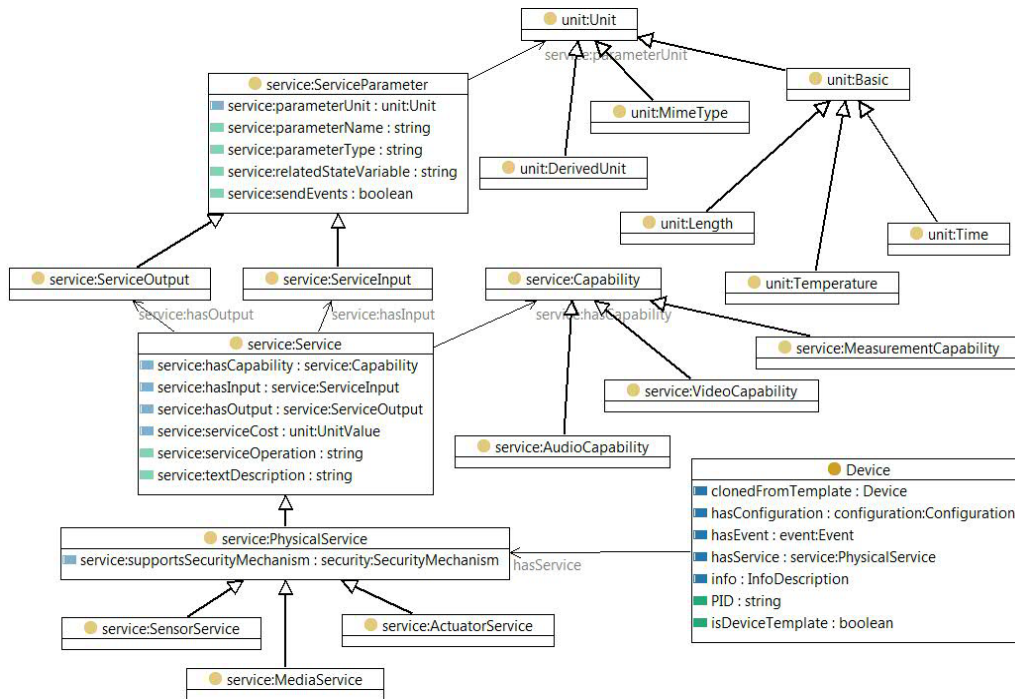 unit:Unit
service:parameterUnit
service:ServiceParameter
service:parameterUnit : unit:Unit
service:parameterName : string
service:parameterType : string
service:relatedStateVariable : string
service:sendEvents : boolean
unit:Basic
unit:MimeType
unit:DerivedUnit
unit:Length
unit:Time
unit:Temperature
service:ServiceOutput
service:ServiceInput
service:Capability
service:hasOutput
service:hasInput
service:hasCapability
service:Service
service:hasCapability : service:Capability
service:hasInput : service:ServiceInput
service:hasOutput : service:ServiceOutput
service:serviceCost : unit:UnitValue
service:serviceOperation : string
service:textDescription : string
service:MeasurementCapability
service:VideoCapability
service:AudioCapability
Device
clonedFromTemplate : Device
hasConfiguration : configuration:Configuration
hasEvent : event:Event
hasService : service:PhysicalService
info : InfoDescription
PID : string
isDeviceTemplate : boolean
service:PhysicalService
service:supportsSecurityMechanism : security:SecurityMechanism
hasService
service:SensorService
service:ActuatorService
service:MediaService